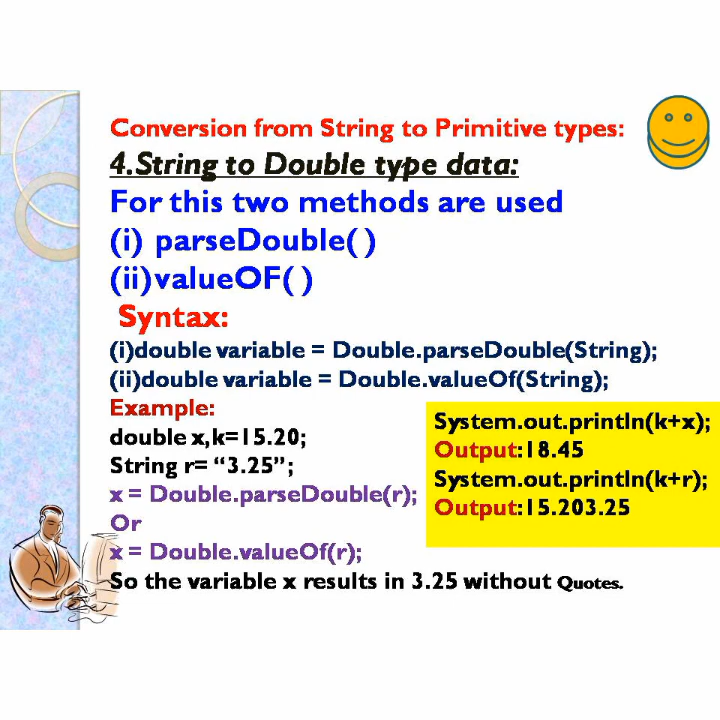 Conversion from String to Primitive types:
4.String to Double type data:
For this two methods are used
(i) parseDouble( )
(ii)valueOF( )
Syntax:
(i)double variable = Double.parseDouble(String);
(ii)double variable = Double.valueOf(String);
Example:
double x,k=15.20;
String r= “3.25”;
x = Double.parseDouble(r);
Or
x = Double.valueOf(r);
So the variable x results in 3.25 without Quotes.
System.out.println(k+x);
Output:18.45
System.out.println(k+r);
Output:15.203.25